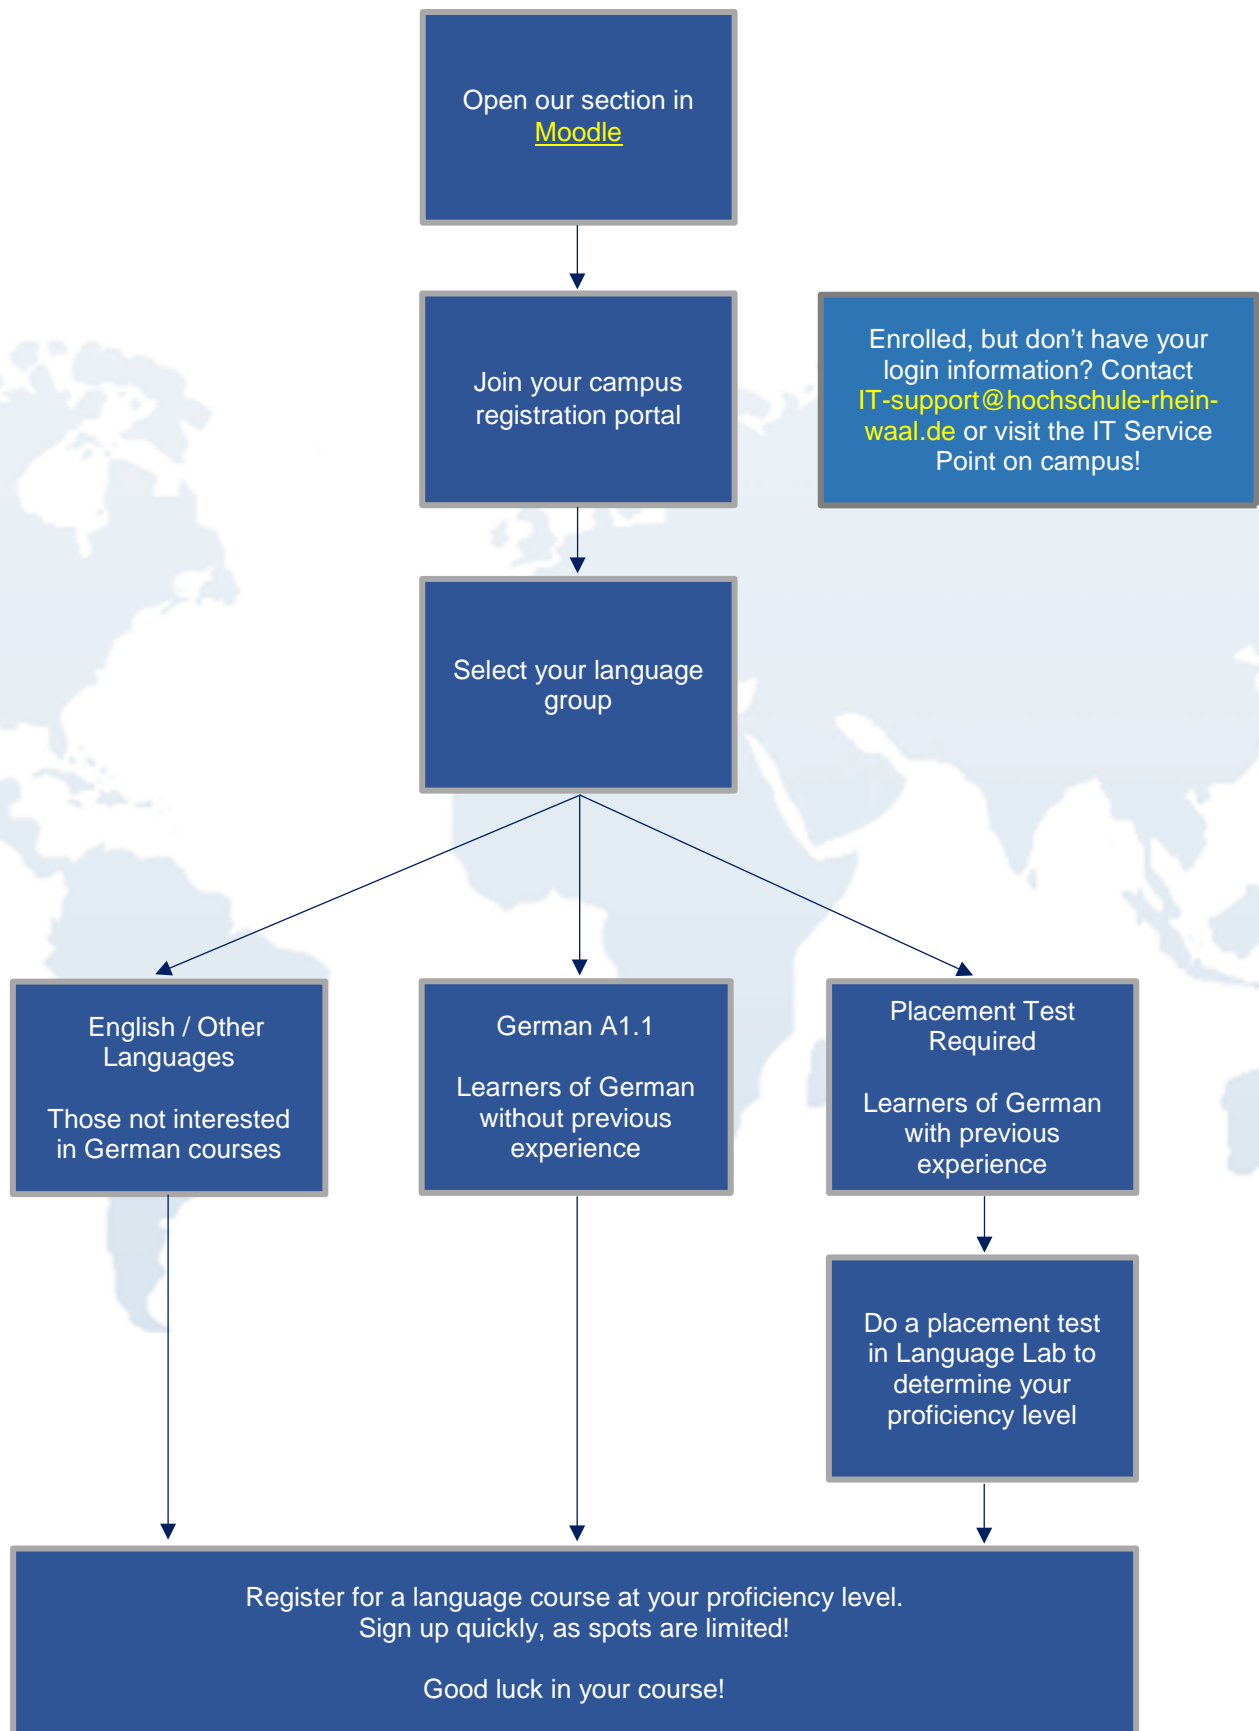 Open our section in
Moodle
Join your campus
registration portal
Enrolled, but don’t have your
login information? Contact
IT-support@hochschule-rhein-
waal.de or visit the IT Service
Point on campus!
Select your language
group
English / Other
Languages
Those not interested
in German courses
German A1.1
Learners of German
without previous
experience
Placement Test
Required
Learners of German
with previous
experience
Do a placement test
in Language Lab to
determine your
proficiency level
Register for a language course at your proficiency level.
Sign up quickly, as spots are limited!
Good luck in your course!